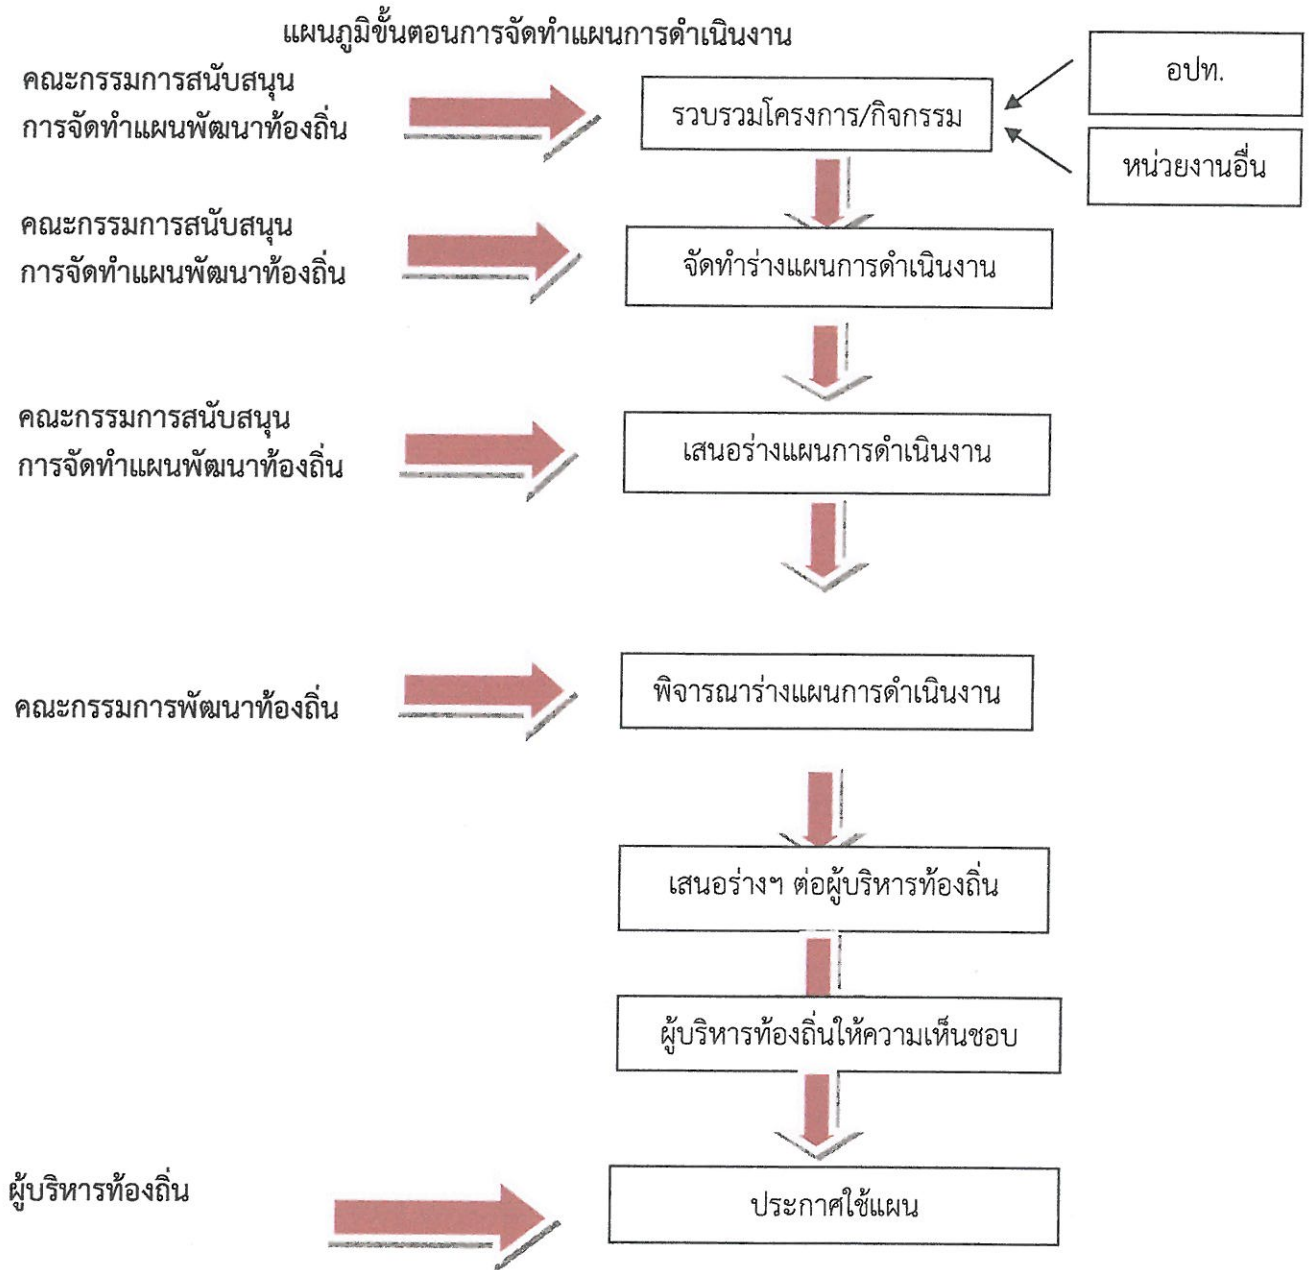 แผนภูมิขั้นตอนการจัดทำแผนการดำเนินงาน
คณะกรรมการสนับสนุน
การจัดทำแผนพัฒนาท้องถิ่น
รวบรวมโครงการ/กิจกรรม
อปท.
หน่วยงานอื่น
คณะกรรมการสนับสนุน
การจัดทำแผนพัฒนาท้องถิ่น
จัดทำร่างแผนการดำเนินงาน
คณะกรรมการสนับสนุน
การจัดทำแผนพัฒนาท้องถิ่น
เสนอร่างแผนการดำเนินงาน
คณะกรรมการพัฒนาท้องถิ่น
พิจารณาร่างแผนการดำเนินงาน
เสนอร่างฯ ต่อผู้บริหารท้องถิ่น
ผู้บริหารท้องถิ่นให้ความเห็นชอบ
ผู้บริหารท้องถิ่น
ประกาศใช้แผน